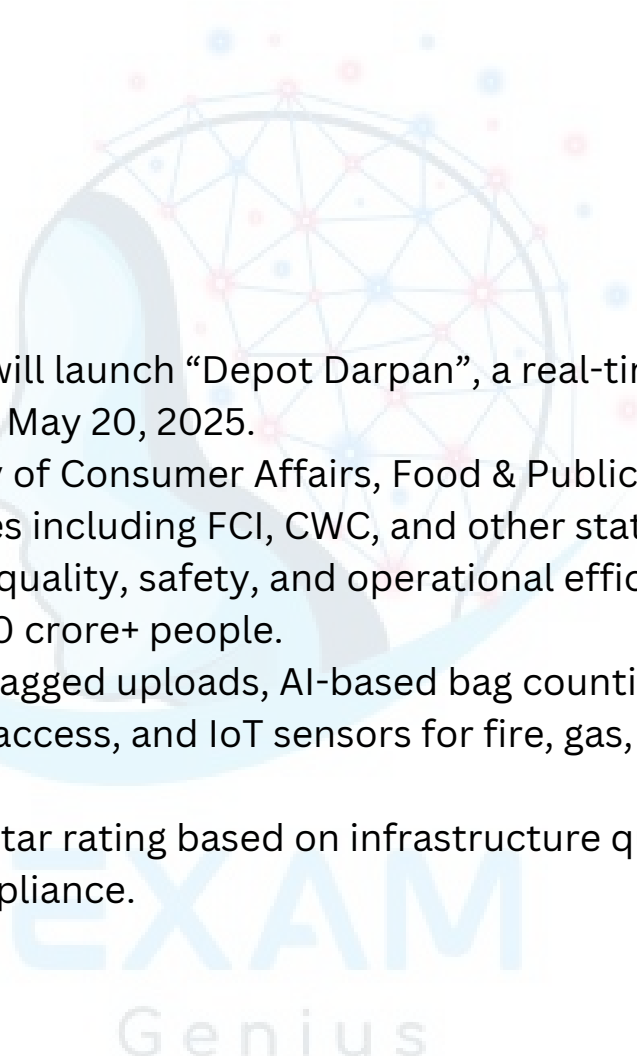 will launch “Depot Darpan”, a real-tim
May 20, 2025.
y of Consumer Affairs, Food & Public
es including FCI, CWC, and other stat
quality, safety, and operational effic
0 crore+ people.
agged uploads, AI-based bag counti
access, and IoT sensors for fire, gas,
tar rating based on infrastructure q
pliance.
EXAM
Genius